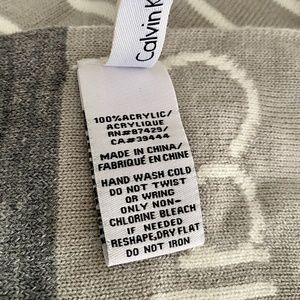 Calvin K
100%ACRYLIC/
ACRYLIQUE
RN#87429/
CA#39444
MADE IN CHINA/
FABRIQUÉ EN CHINE
HAND WASH COLD
DO NOT TWIST
OR WRING
ONLY NON-
CHLORINE BLEACH
IF NEEDED
RESHAPE,DRY FLAT
DO NOT IRON